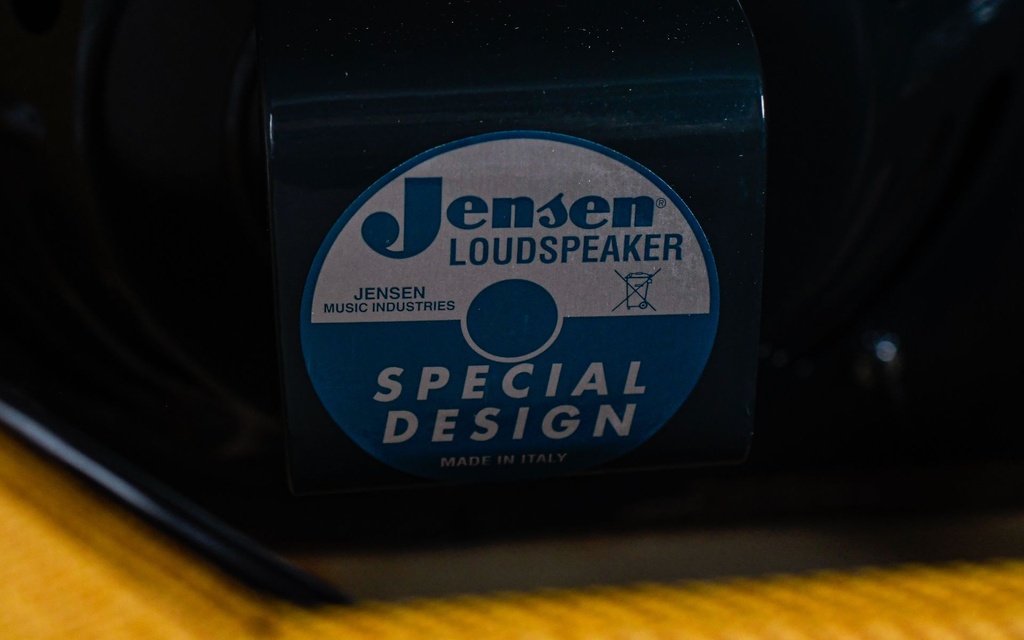 Jensen®
LOUDSPEAKER
JENSEN
MUSIC INDUSTRIES
SPECIAL
DESIGN
MADE IN ITALY